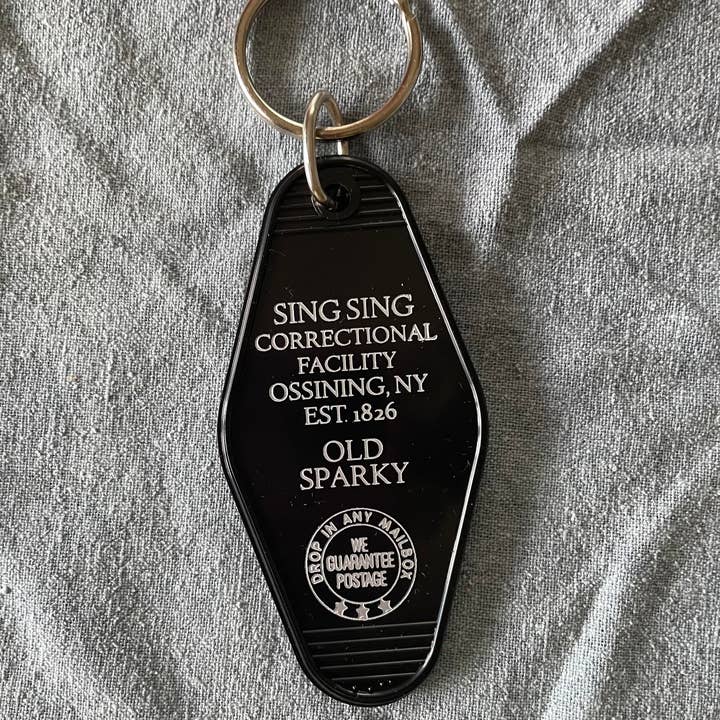 SING SING
CORRECTIONAL
FACILITY
OSSINING, NY
EST. 1826
OLD
SPARKY
DROP IN ANY MAILBOX
WE
GUARANTEE
POSTAGE